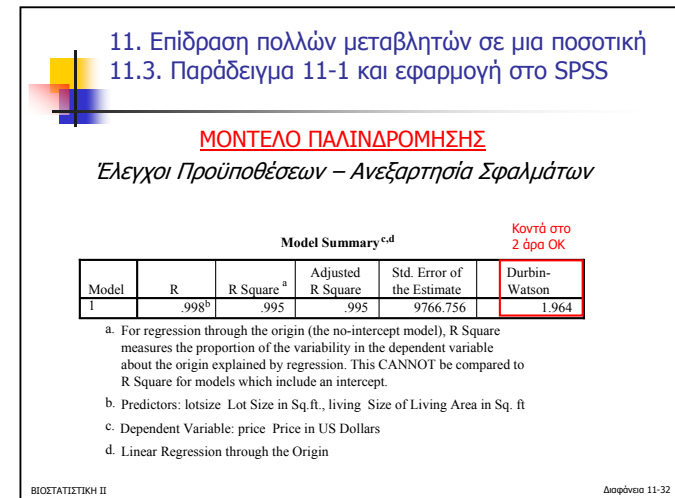 11. Επίδραση πολλών μεταβλητών σε μια ποσοτική
11.3. Παράδειγμα 11-1 και εφαρμογή στο SPSS
ΜΟΝΤΕΛΟ ΠΑΛΙΝΔΡΟΜΗΣΗΣ
Έλεγχοι Προϋποθέσεων – Ανεξαρτησία Σφαλμάτων
Κοντά στο
2 άρα ΟΚ
Model Summary c,d
Model R R Square a Adjusted R Square Std. Error of the Estimate Durbin-Watson
1 .998b .995 .995 9766.756 1.964
a. For regression through the origin (the no-intercept model), R Square
measures the proportion of the variability in the dependent variable
about the origin explained by regression. This CANNOT be compared to
R Square for models which include an intercept.
b. Predictors: lotsize Lot Size in Sq.ft., living Size of Living Area in Sq. ft
c. Dependent Variable: price Price in US Dollars
d. Linear Regression through the Origin
ΒΙΟΣΤΑΤΙΣΤΙΚΗ ΙΙ Διαφάνεια 11-32